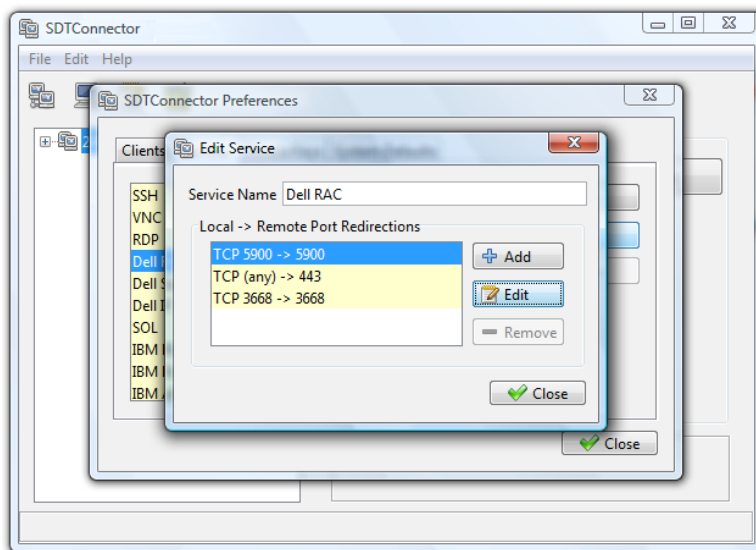 SDTConnector
File Edit Help
SDTConnector Preferences
Clients
Edit Service
Service Name Dell RAC
Local -> Remote Port Redirections
TCP 5900 -> 5900
TCP (any) -> 443
TCP 3668 -> 3668
Add
Edit
Remove
Close
SSH
VNC
RDP
Dell
Dell
Dell
SOL
IBM
IBM
IBM
Close